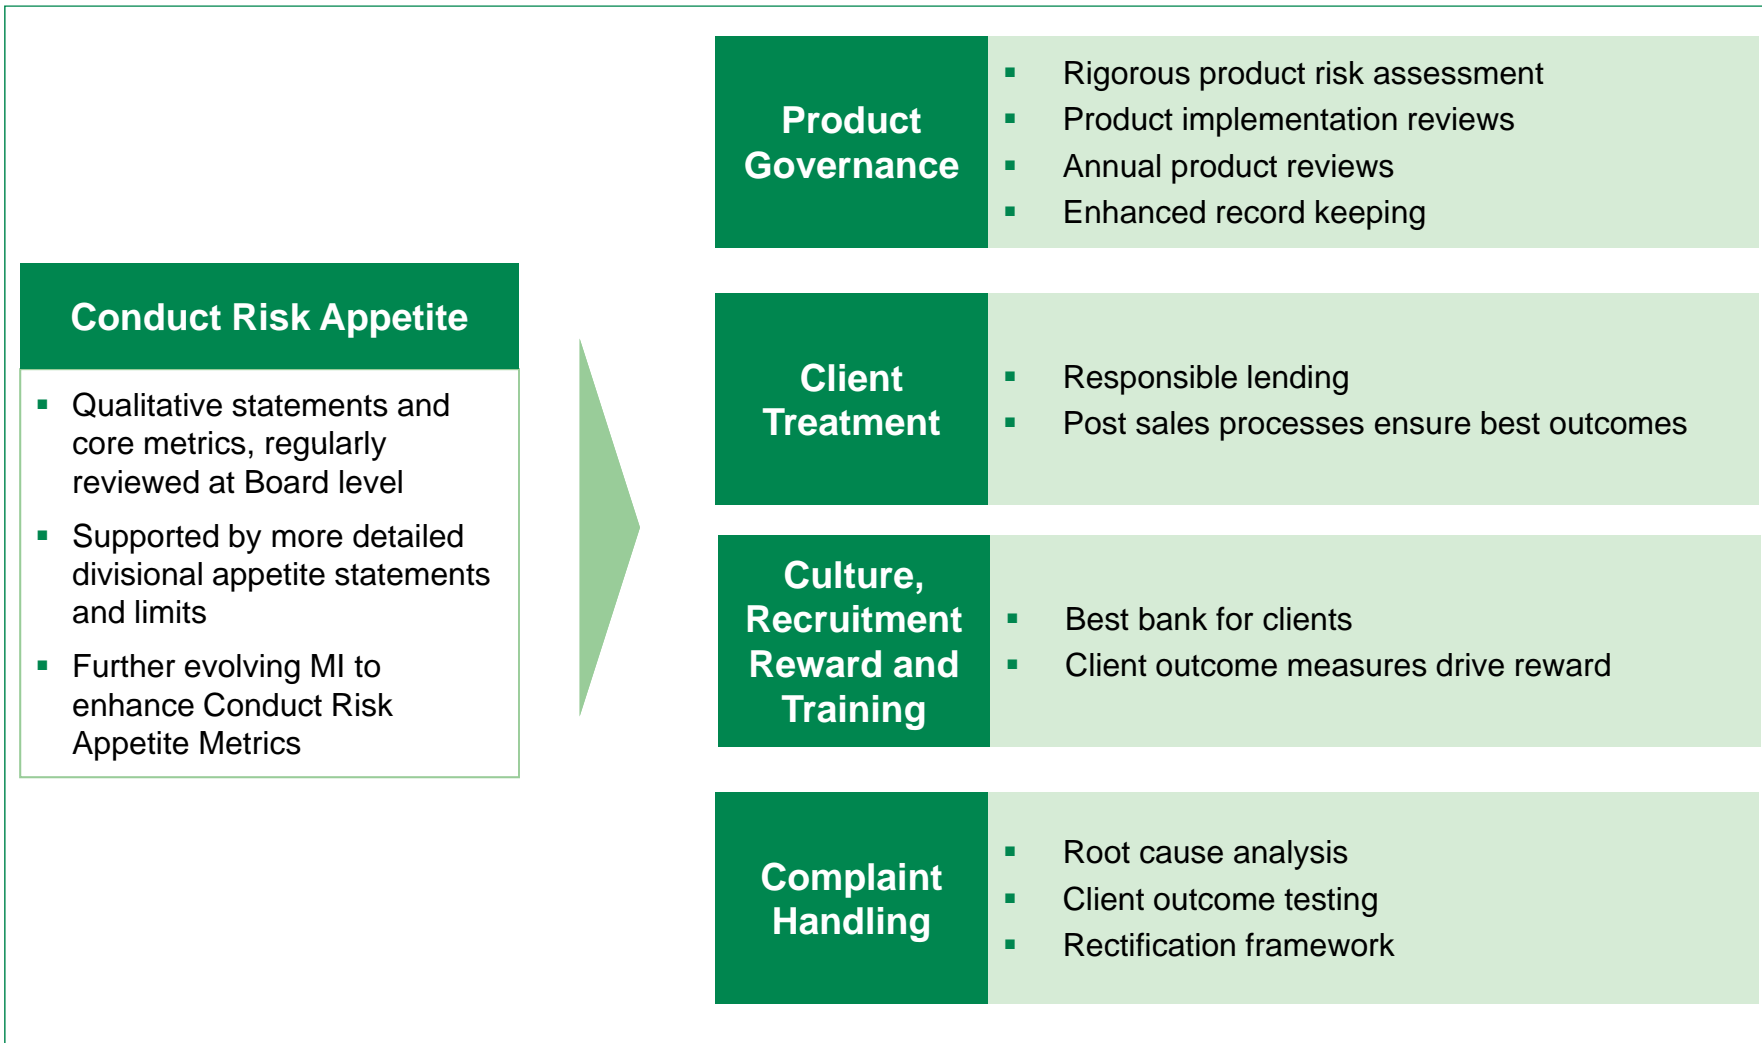 Conduct Risk Appetite
▪ Qualitative statements and
core metrics, regularly
reviewed at Board level
▪ Supported by more detailed
divisional appetite statements
and limits
▪ Further evolving MI to
enhance Conduct Risk
Appetite Metrics
Product
Governance
▪ Rigorous product risk assessment
▪ Product implementation reviews
▪ Annual product reviews
▪ Enhanced record keeping
Client
Treatment
▪ Responsible lending
▪ Post sales processes ensure best outcomes
Culture,
Recruitment
Reward and
Training
▪ Best bank for clients
▪ Client outcome measures drive reward
Complaint
Handling
▪ Root cause analysis
▪ Client outcome testing
▪ Rectification framework